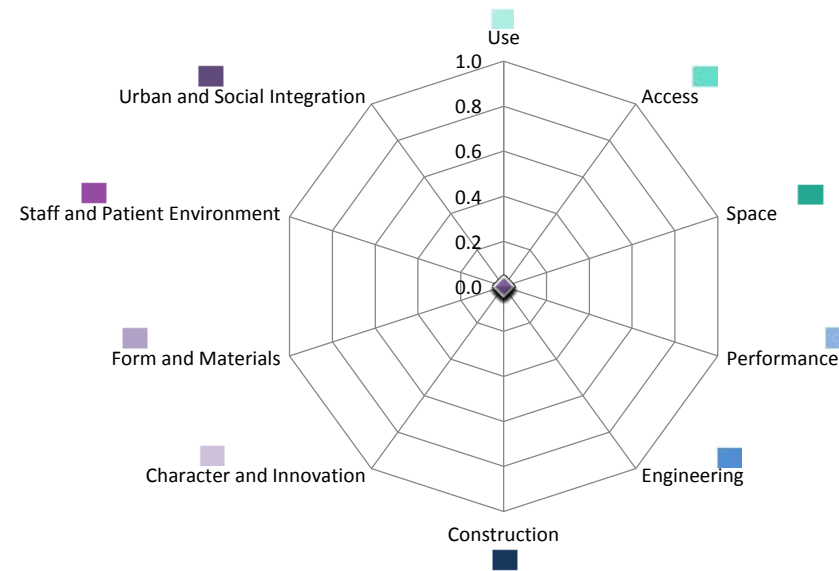 Use
1.0
Urban and Social Integration
Access
0.8
0.6
0.4
Staff and Patient Environment
Space
0.2
0.0
Form and Materials
Performance
Character and Innovation
Engineering
Construction